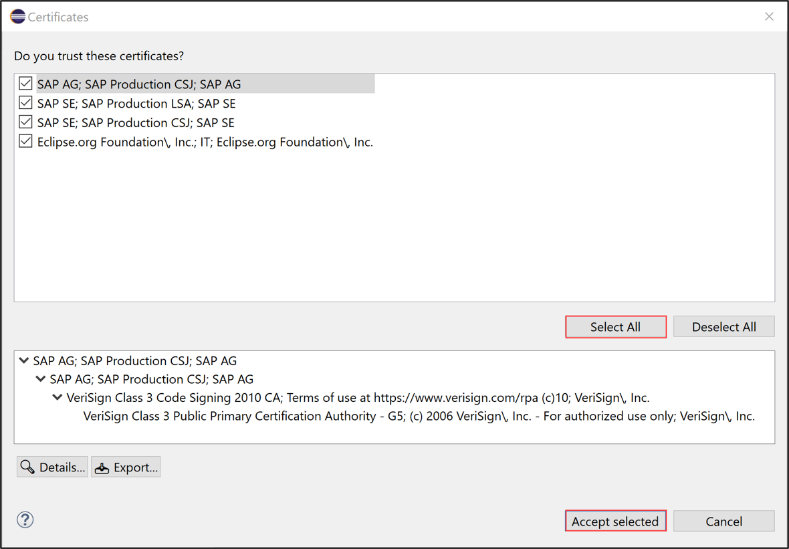 Certificates
Do you trust these certificates?
SAP AG; SAP Production CSJ; SAP AG
SAP SE; SAP Production LSA; SAP SE
SAP SE; SAP Production CSJ; SAP SE
Eclipse.org Foundation\, Inc.; IT; Eclipse.org Foundation\, Inc.
Select All
Deselect All
SAP AG; SAP Production CSJ; SAP AG
SAP AG; SAP Production CSJ; SAP AG
VeriSign Class 3 Code Signing 2010 CA; Terms of use at https://www.verisign.com/rpa (c)10; VeriSign\, Inc.
VeriSign Class 3 Public Primary Certification Authority - G5; (c) 2006 VeriSign\, Inc. - For authorized use only; VeriSign\, Inc.
Details...
Export...
?
Accept selected
Cancel